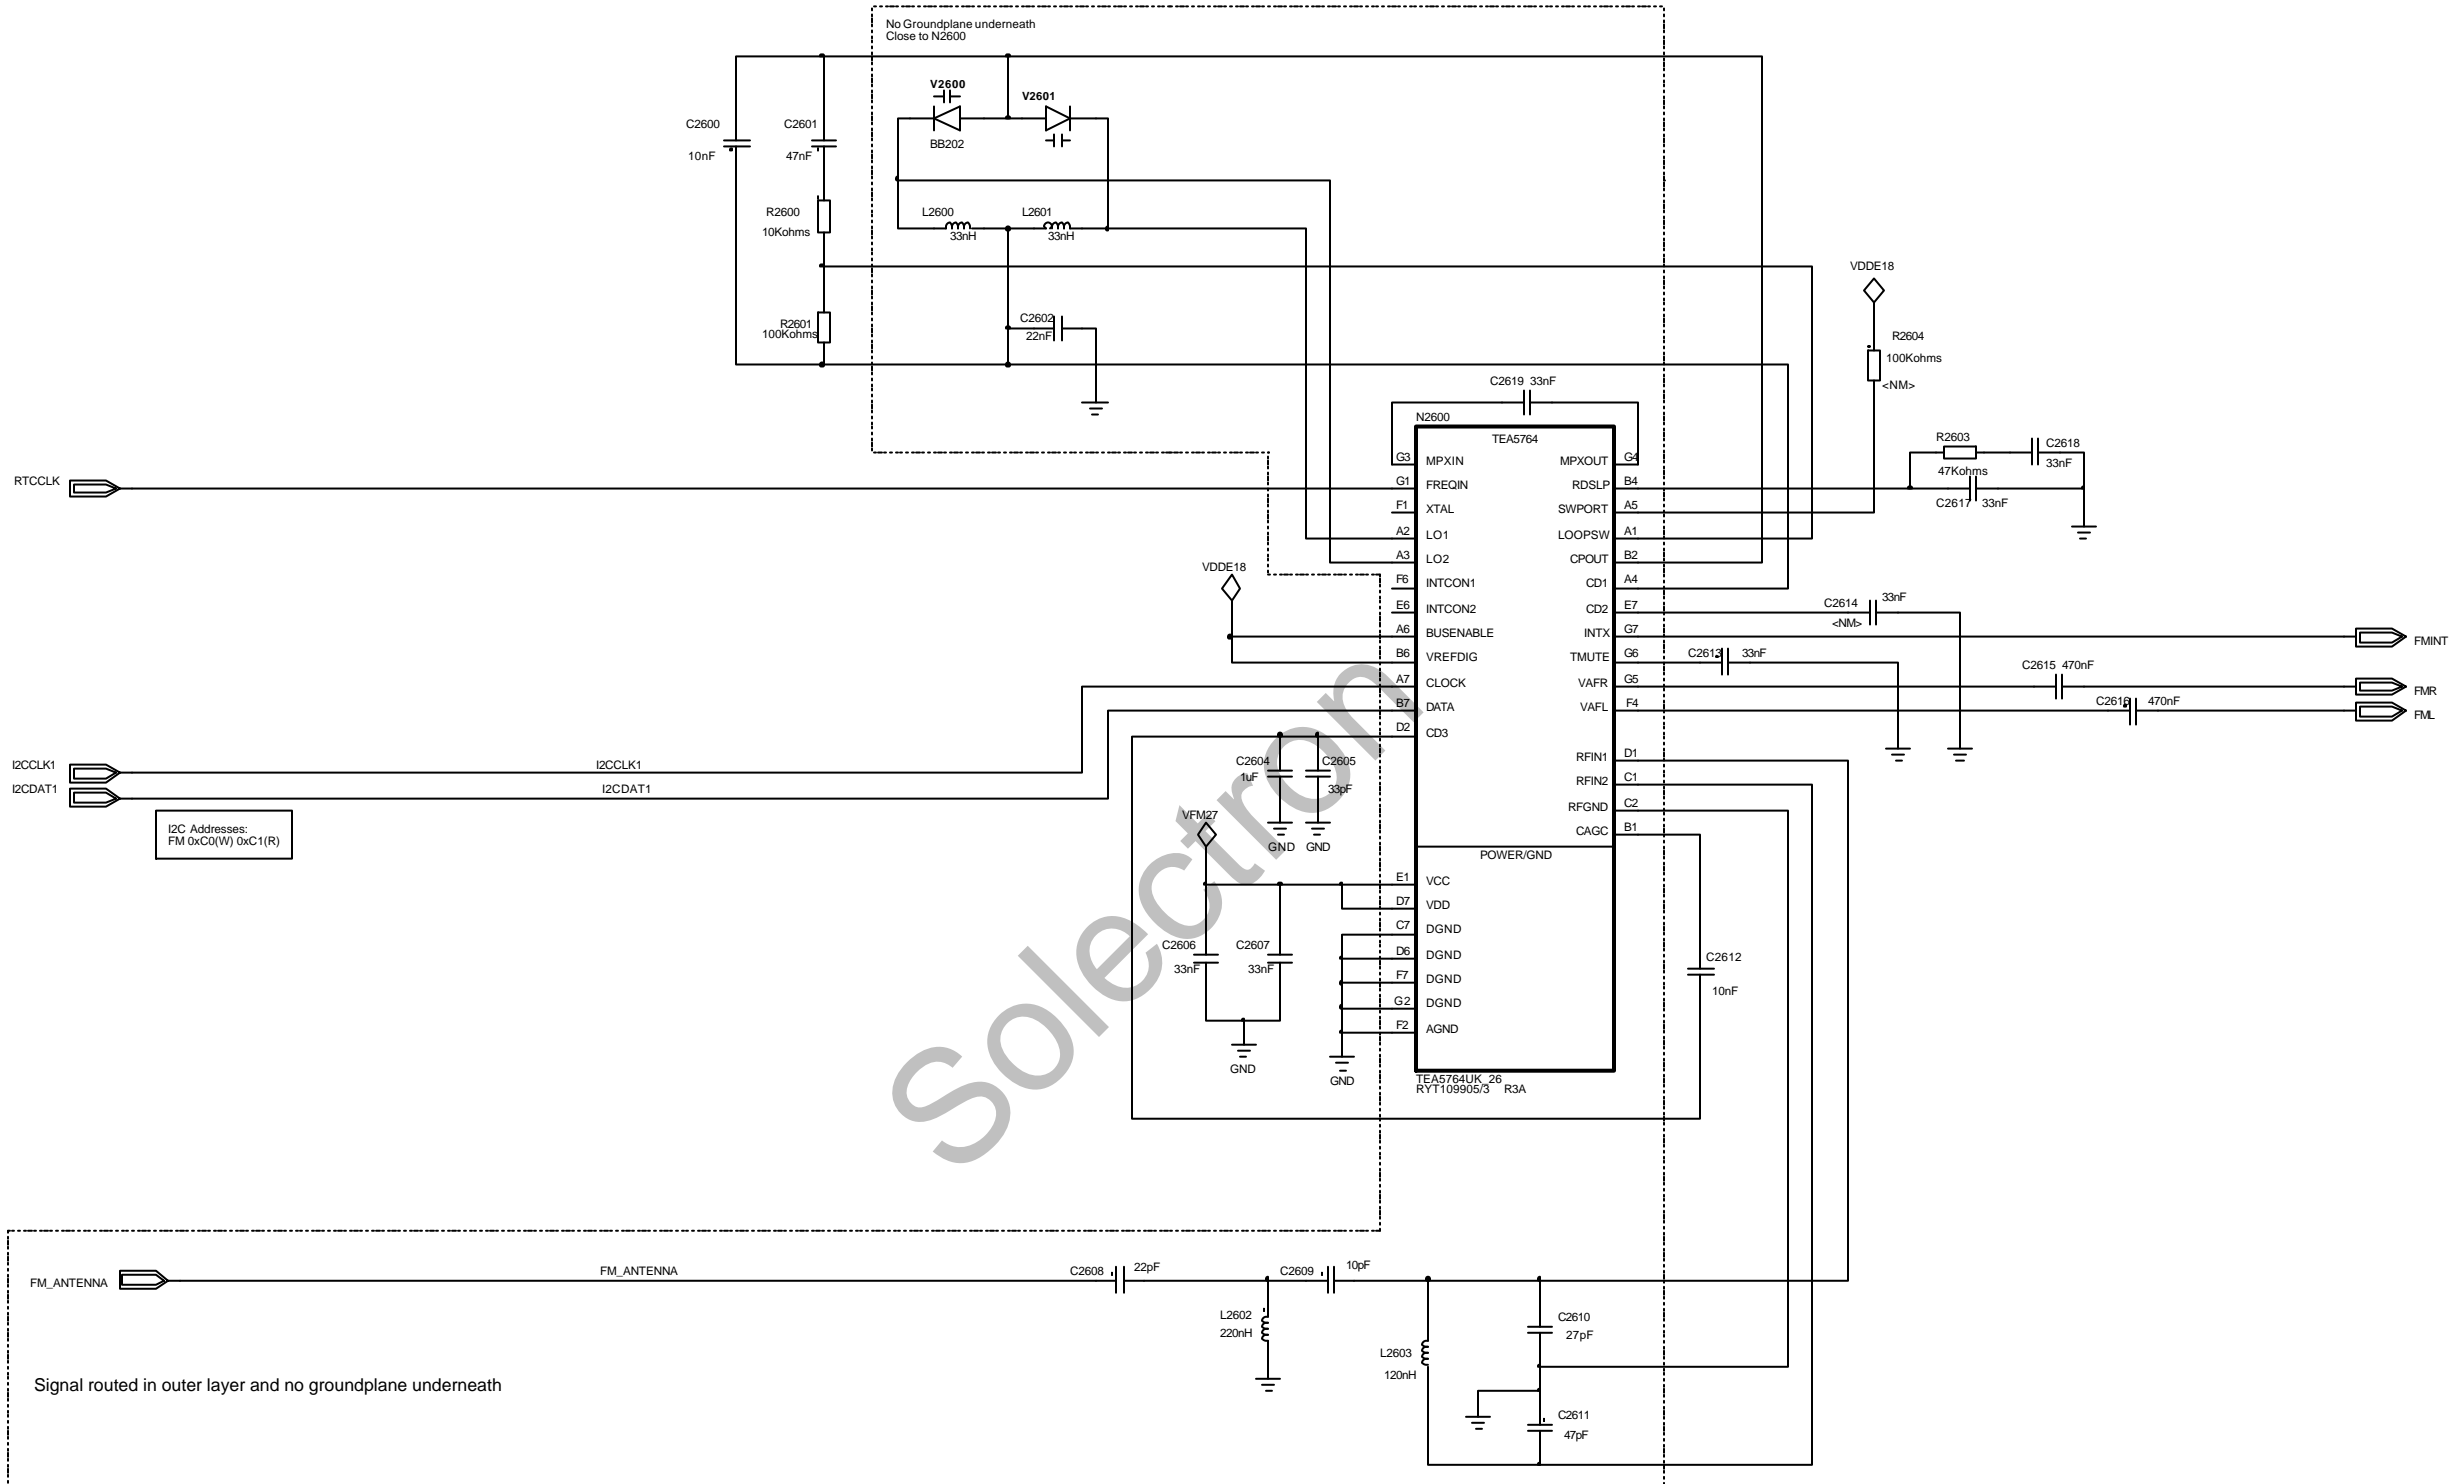 No Groundplane underneath
Close to N2600
V2600
V2601
BB202
C2600
10nF
C2601
47nF
R2600
10Kohms
L2600
33nH
L2601
33nH
R2601
100Kohms
C2602
22nF
VDDE18
R2604
100Kohms
<NM>
C2619 33nF
N2600
TEA5764
R2603
47Kohms
C2618
33nF
C2617 33nF
RTCCLK
G3 MPXIN
G1 FREQIN
F1 XTAL
A2 LO1
A3 LO2
F6 INTCON1
E6 INTCON2
A6 BUSENABLE
B6 VREFDIG
A7 CLOCK
B7 DATA
D2 CD3
MPXOUT G4
RDSLP B4
SWPORT A5
LOOPSW A1
CPOUT B2
CD1 A4
CD2 E7
INTX G7
TMUTE G6
VAFR G5
VAFL F4
RFIN1 D1
RFIN2 C1
RFGND C2
CAGC B1
VDDE18
C2614 33nF
<NM>
C2613 33nF
C2615 470nF
C2616 470nF
FMINT
FMR
FML
I2CCLK1
I2CCLK1
I2CDAT1
I2CDAT1
I2C Addresses:
FM 0xC0(W) 0xC1(R)
C2604
1uF
C2605
33pF
GND
GND
VFM27
POWER/GND
E1 VCC
D7 VDD
C7 DGND
D6 DGND
F7 DGND
G2 DGND
F2 AGND
C2606
33nF
C2607
33nF
GND
GND
C2612
10nF
TEA5764UK_26
RYT109905/3 R3A
Solectron
FM_ANTENNA
FM_ANTENNA
C2608 22pF
C2609 10pF
L2602
220nH
L2603
120nH
C2610
27pF
C2611
47pF
Signal routed in outer layer and no groundplane underneath